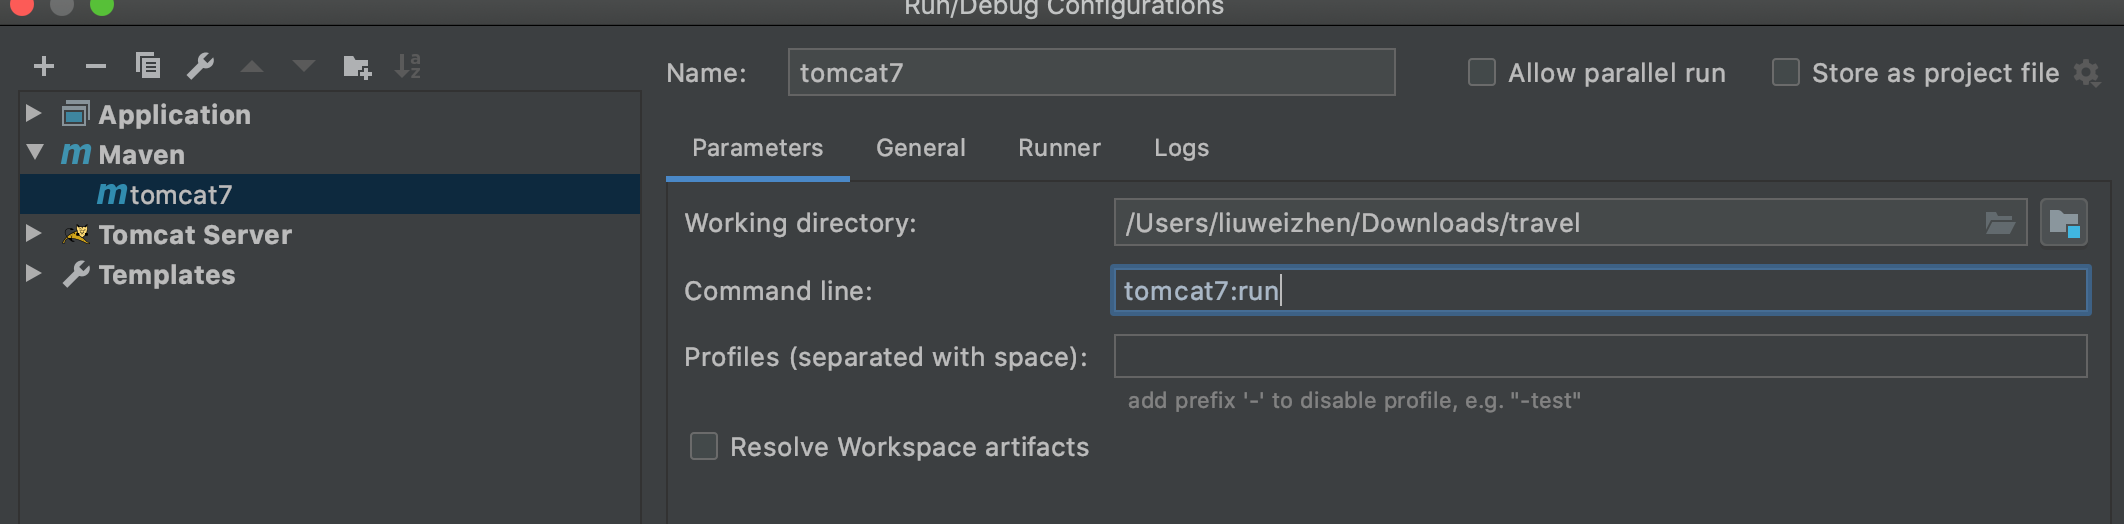 Run/Debug Configurations
Name: tomcat7 Allow parallel run Store as project file
Application
Maven
tomcat7
Tomcat Server
Templates
Parameters General Runner Logs
Working directory: /Users/liuweizhen/Downloads/travel
Command line: tomcat7:run
Profiles (separated with space):
add prefix '-' to disable profile, e.g. "-test"
Resolve Workspace artifacts